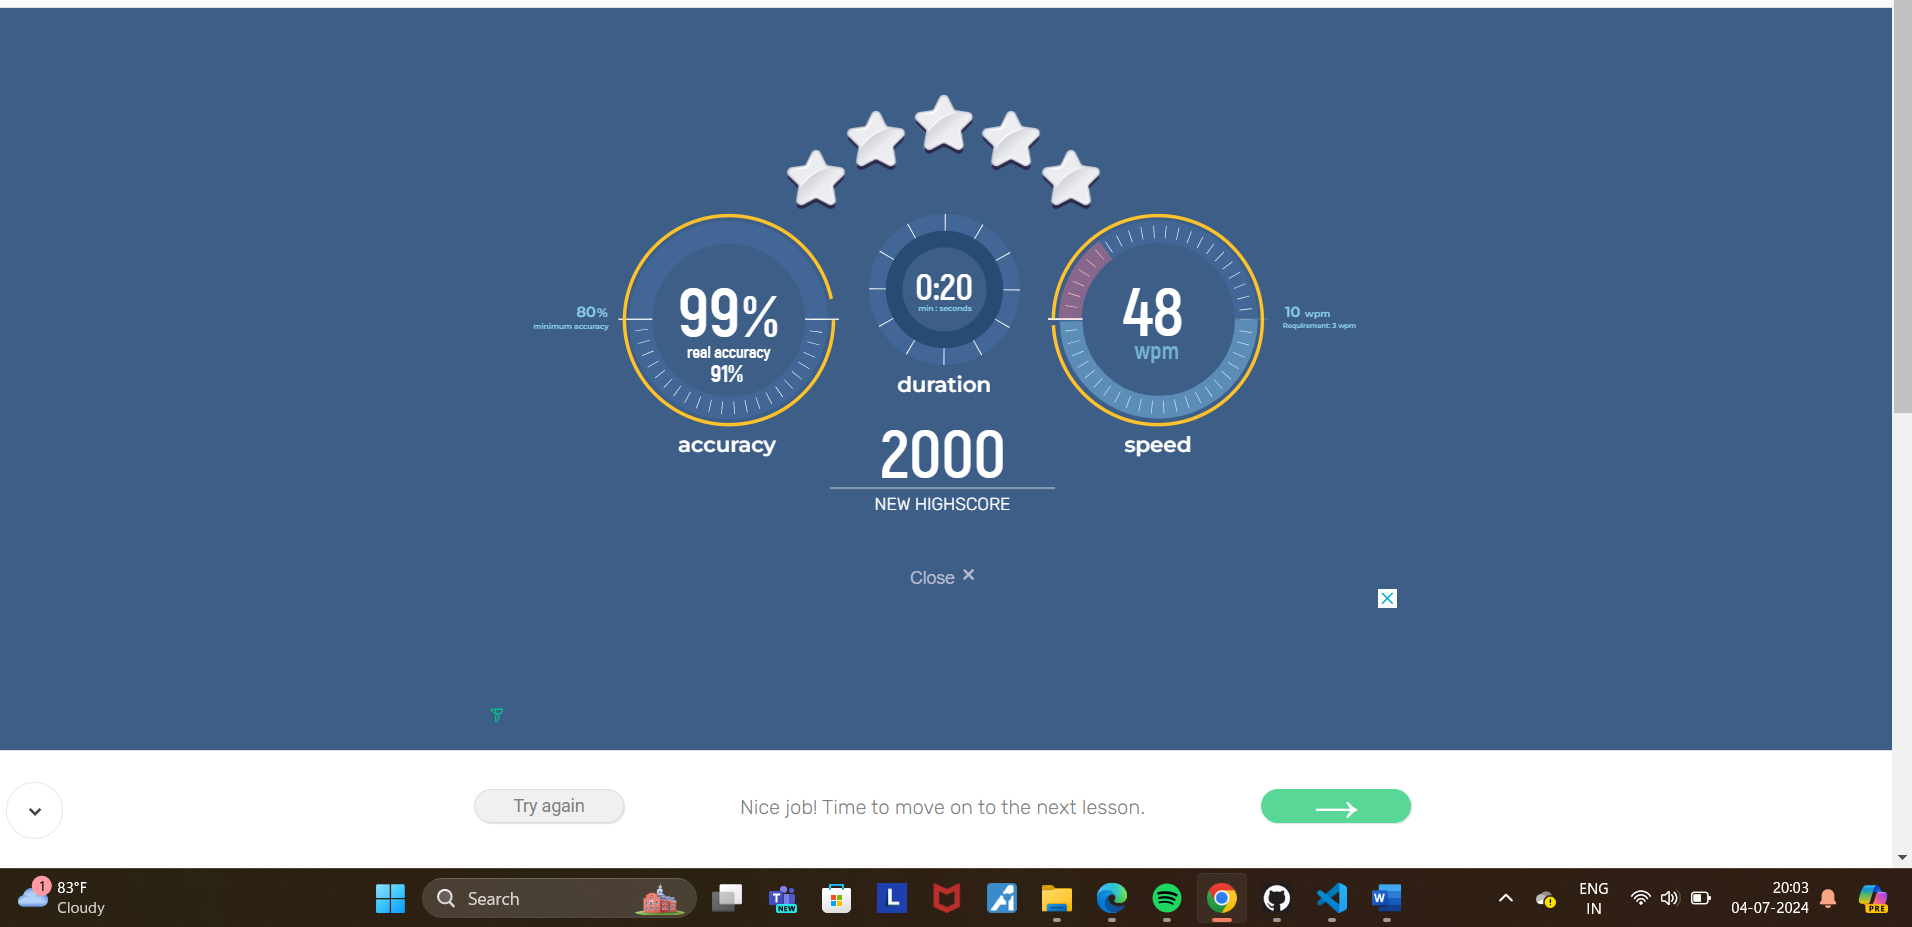 80%
minimum accuracy
99%
real accuracy
91%
accuracy
0:20
min : seconds
duration
48
wpm
speed
10 wpm
Requirement: 3 wpm
2000
NEW HIGHSCORE
Close ×
Try again
Nice job! Time to move on to the next lesson.
1
83°F
Cloudy
Search
T
NEW
L
W
ENG
IN
20:03
04-07-2024
PRE